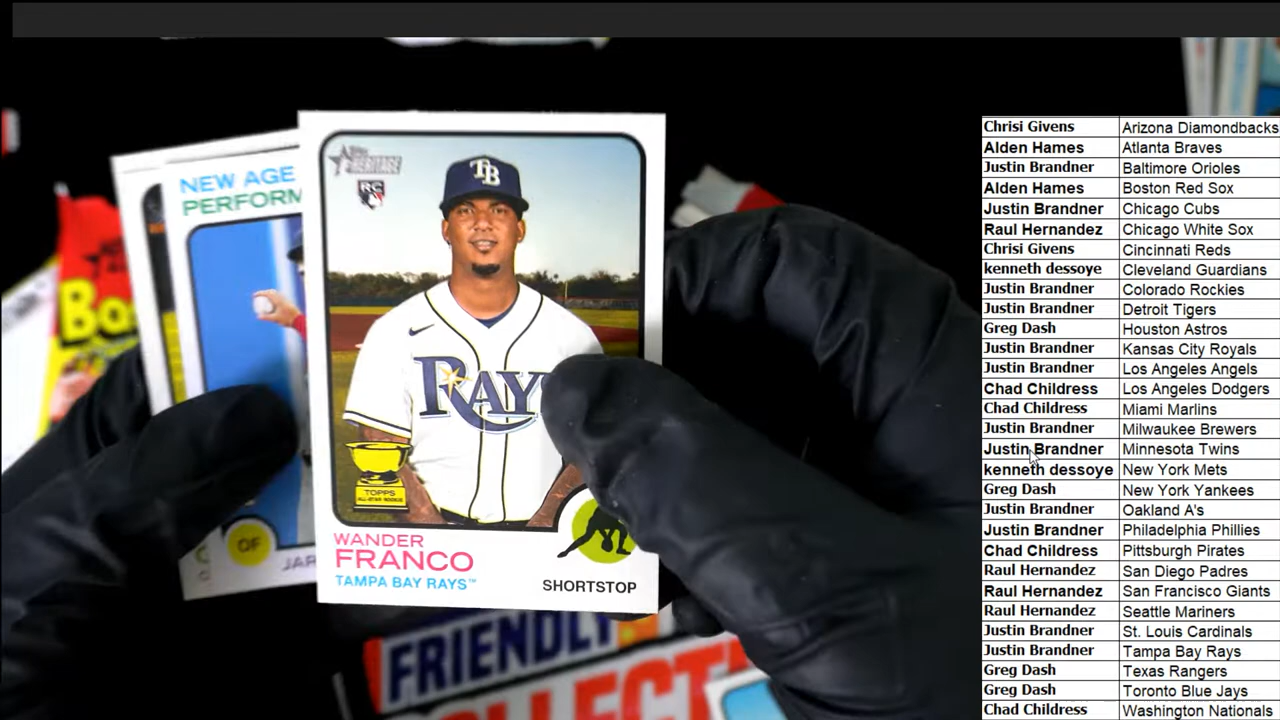 NEW AGE
PERFORM
Bo
Topps
HERITAGE
RC
TB
RAYS
TOPPS
ALL-STAR ROOKIE
WANDER
FRANCO
TAMPA BAY RAYS™
SHORTSTOP
OF
JAR
FRIENDLY
COLLECT
Chrisi Givens Arizona Diamondbacks
Alden Hames Atlanta Braves
Justin Brandner Baltimore Orioles
Alden Hames Boston Red Sox
Justin Brandner Chicago Cubs
Raul Hernandez Chicago White Sox
Chrisi Givens Cincinnati Reds
kenneth dessoye Cleveland Guardians
Justin Brandner Colorado Rockies
Justin Brandner Detroit Tigers
Greg Dash Houston Astros
Justin Brandner Kansas City Royals
Justin Brandner Los Angeles Angels
Chad Childress Los Angeles Dodgers
Chad Childress Miami Marlins
Justin Brandner Milwaukee Brewers
Justin Brandner Minnesota Twins
kenneth dessoye New York Mets
Greg Dash New York Yankees
Justin Brandner Oakland A's
Justin Brandner Philadelphia Phillies
Chad Childress Pittsburgh Pirates
Raul Hernandez San Diego Padres
Raul Hernandez San Francisco Giants
Raul Hernandez Seattle Mariners
Justin Brandner St. Louis Cardinals
Justin Brandner Tampa Bay Rays
Greg Dash Texas Rangers
Greg Dash Toronto Blue Jays
Chad Childress Washington Nationals